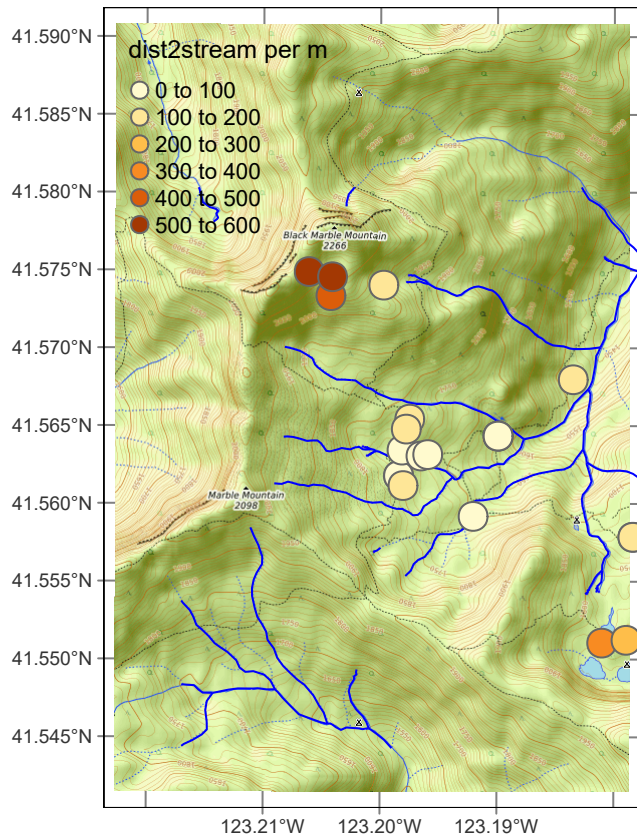 41.590°N
dist2stream per m
0 to 100
41.585°N
100 to 200
200 to 300
300 to 400
41.580°N
400 to 500
500 to 600
Black Marble Mountain
2266
41.575°N
41.570°N
41.565°N
41.560°N
Marble Mountain
2098
41.555°N
41.550°N
41.545°N
123.21°W
123.20°W
123.19°W